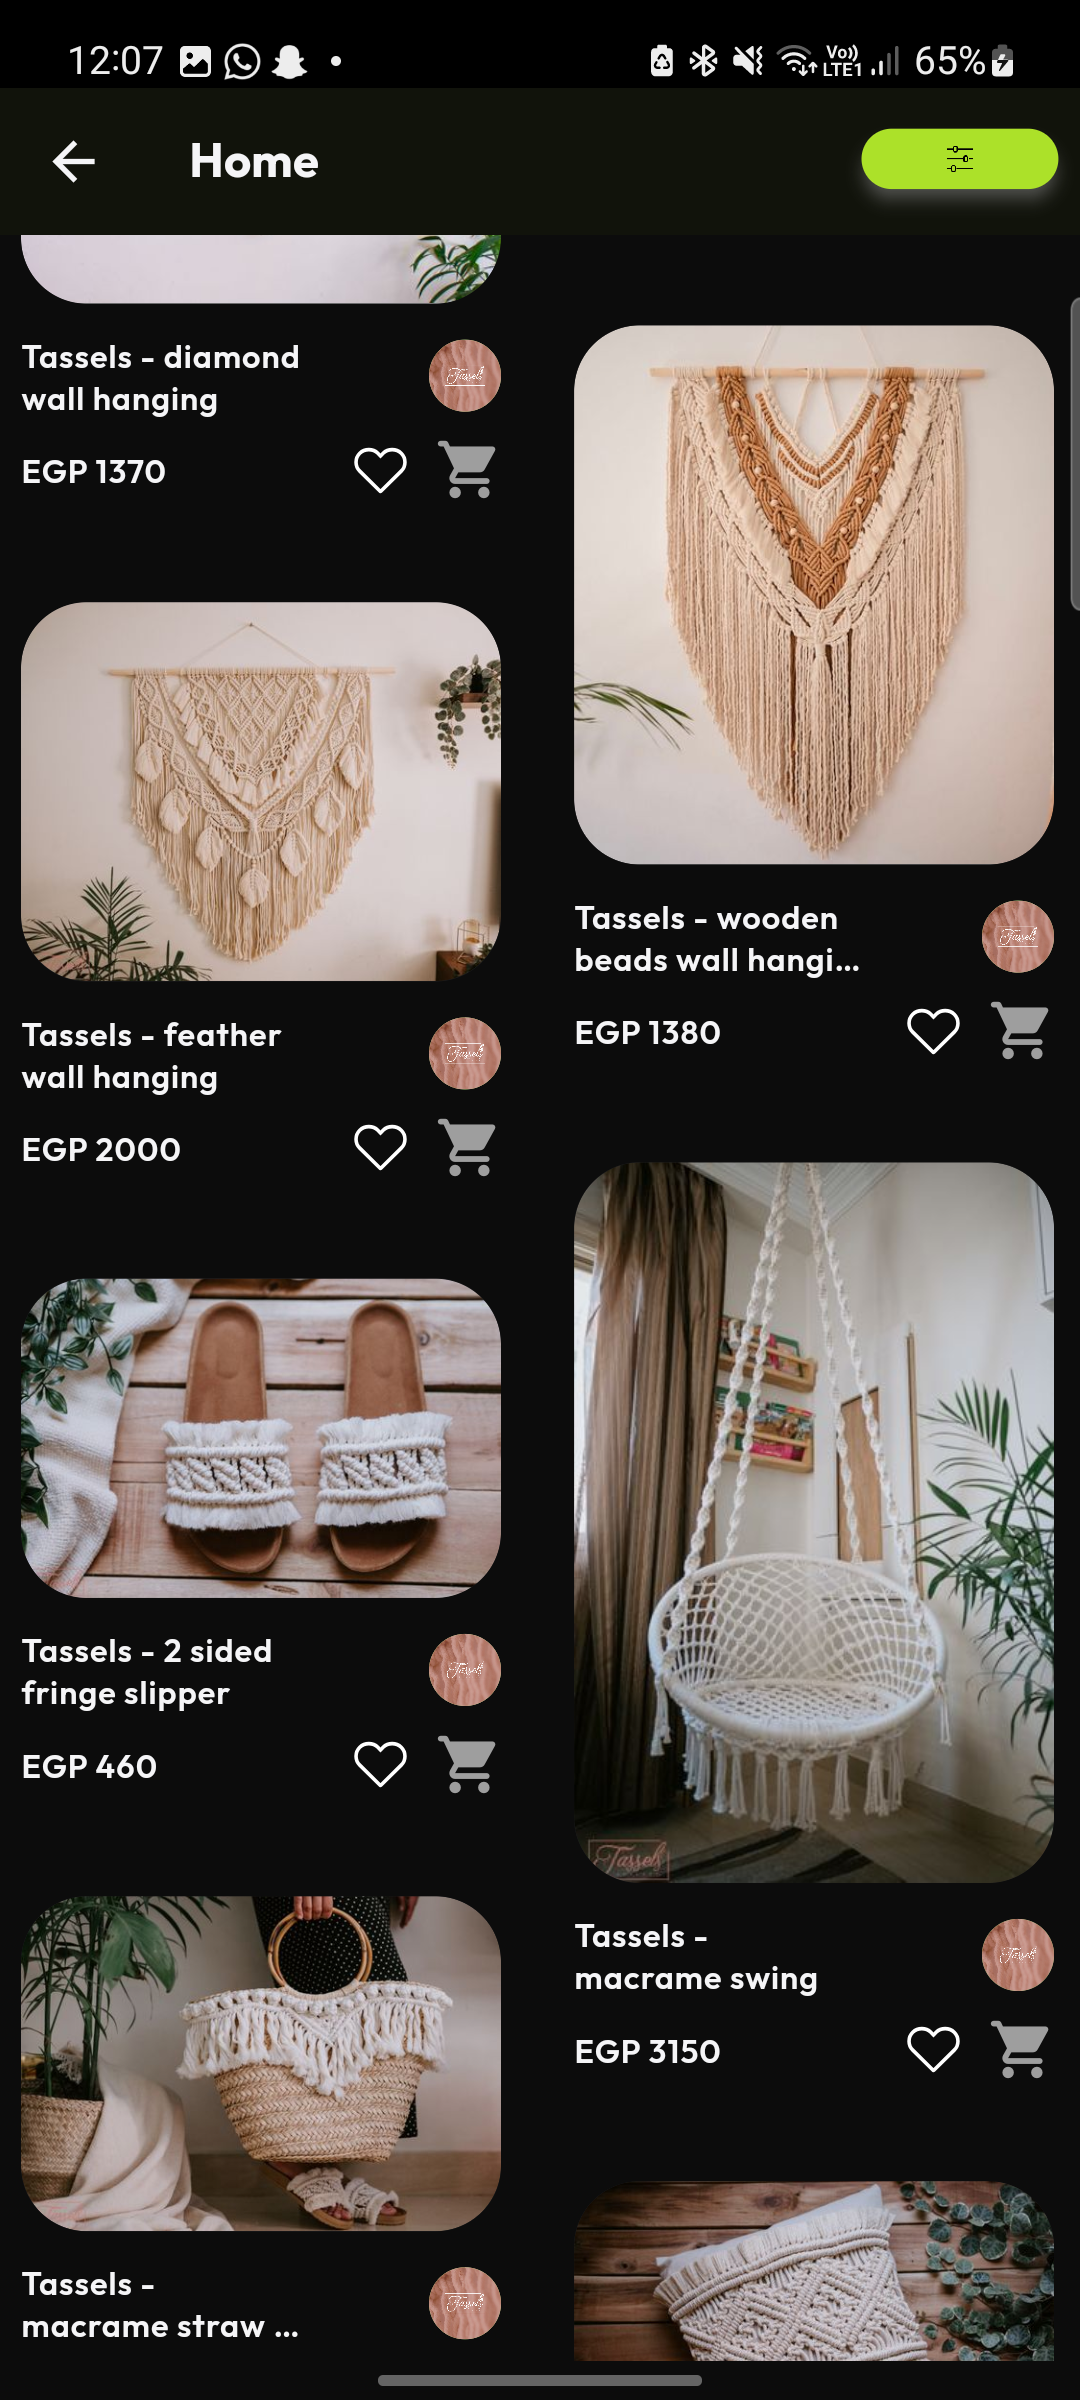 12:07
Vo))
LTE1
65%
Home
Tassels - diamond
wall hanging
Tassels
EGP 1370
Tassels - wooden
beads wall hangi...
Tassels
EGP 1380
Tassels - feather
wall hanging
Tassels
EGP 2000
Tassels - 2 sided
fringe slipper
Tassels
EGP 460
Tassels
Tassels -
macrame swing
Tassels
EGP 3150
Tassels -
macrame straw ...
Tassels